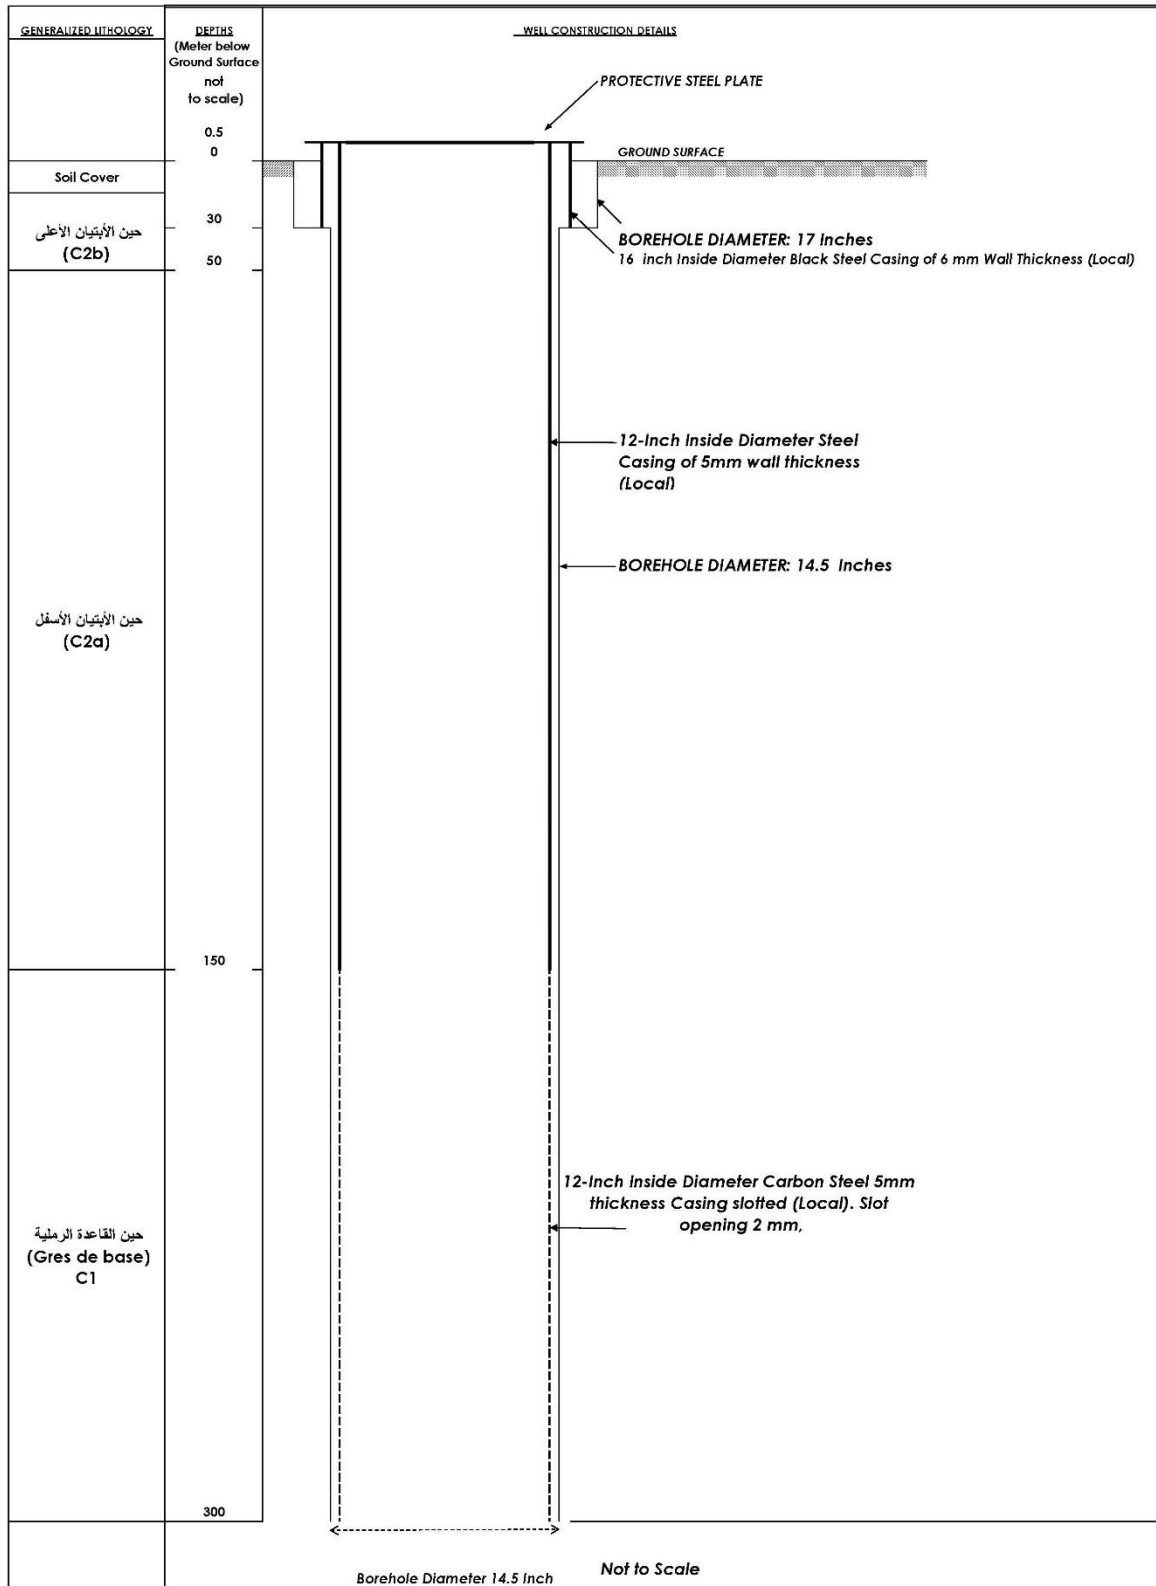 GENERALIZED LITHOLOGY
DEPTHS
(Meter below
Ground Surface
not
to scale)
WELL CONSTRUCTION DETAILS
PROTECTIVE STEEL PLATE
0.5
0
GROUND SURFACE
Soil Cover
30
حين الأبتيان الأعلى
(C2b)
50
BOREHOLE DIAMETER: 17 Inches
16 inch Inside Diameter Black Steel Casing of 6 mm Wall Thickness (Local)
12-Inch Inside Diameter Steel
Casing of 5mm wall thickness
(Local)
BOREHOLE DIAMETER: 14.5 Inches
حين الأبتيان الأسفل
(C2a)
150
12-Inch Inside Diameter Carbon Steel 5mm
thickness Casing slotted (Local). Slot
opening 2 mm,
حين القاعدة الرملية
(Gres de base)
C1
300
Borehole Diameter 14.5 Inch
Not to Scale